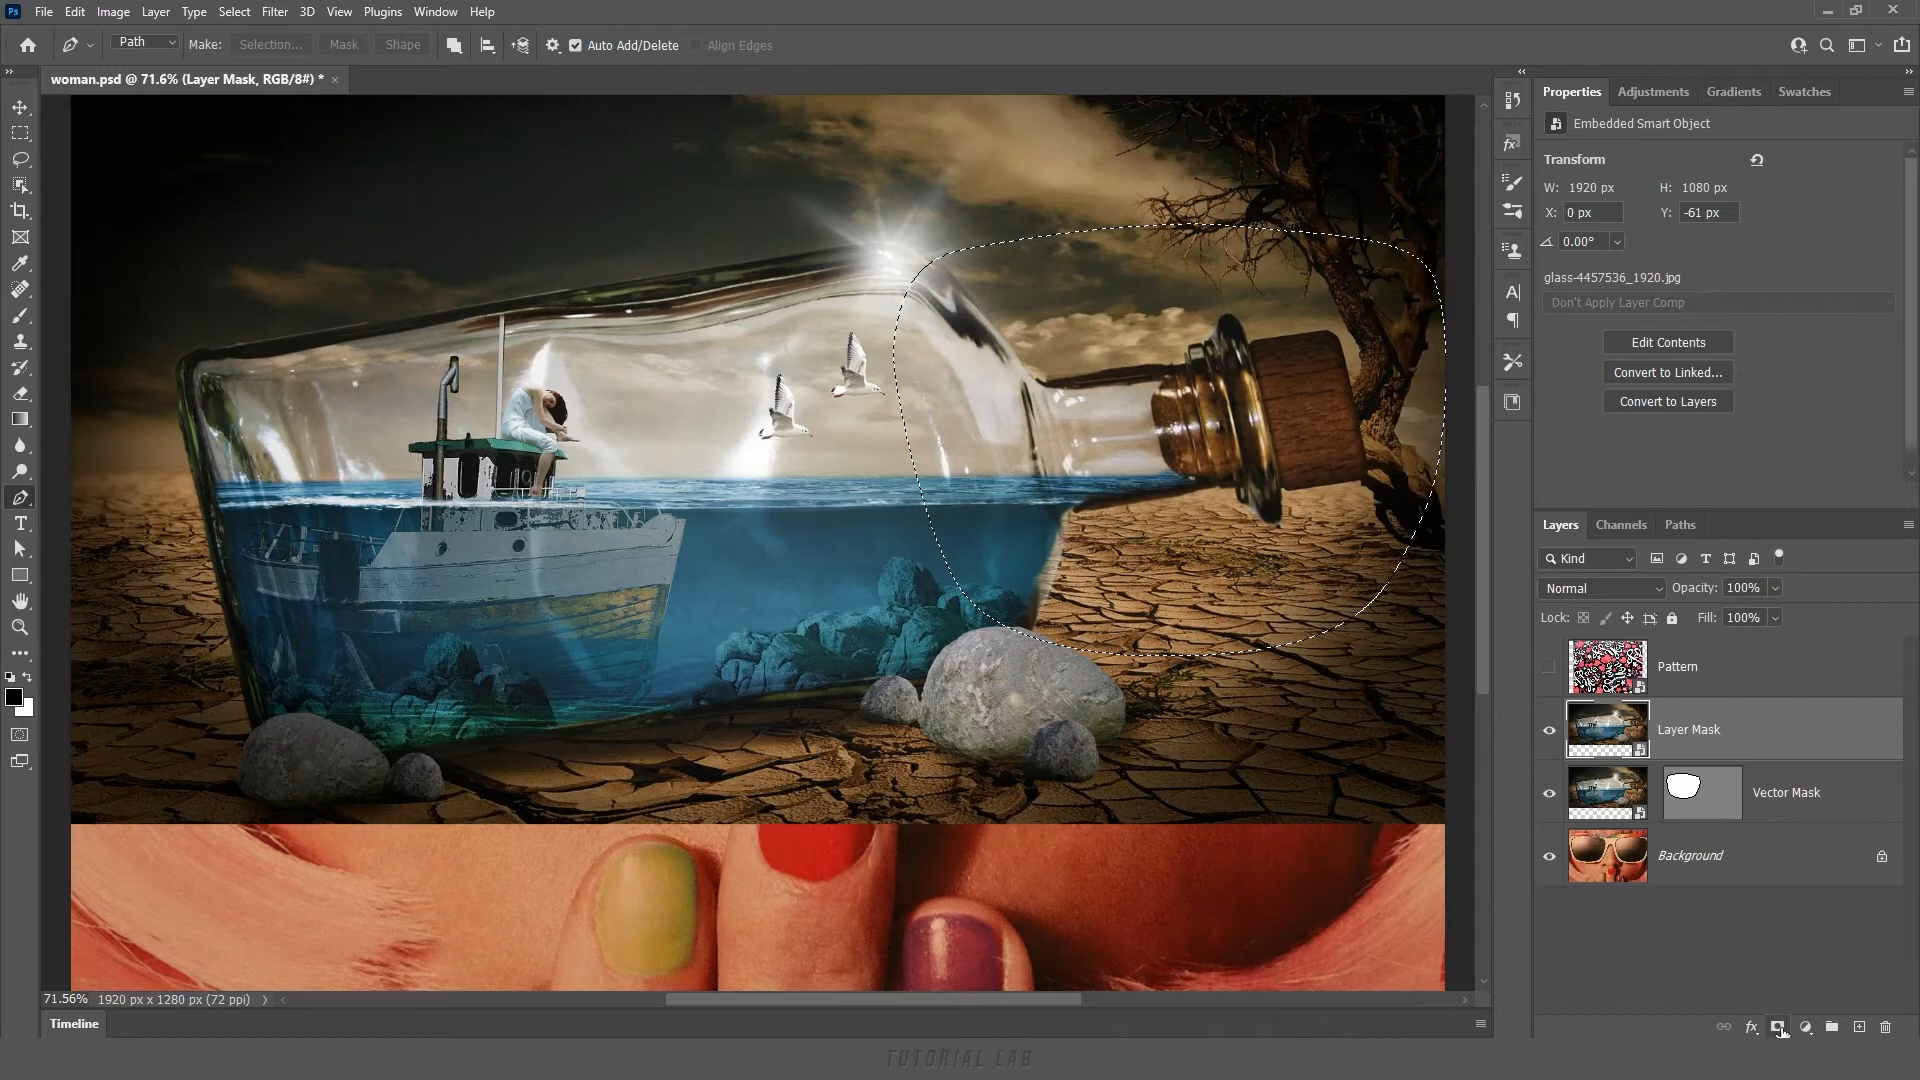 Ps File Edit Image Layer Type Select Filter 3D View Plugins Window Help
Path Make: Selection... Mask Shape Auto Add/Delete Align Edges
woman.psd @ 71.6% (Layer Mask, RGB/8#) * ×
Properties Adjustments Gradients Swatches
Embedded Smart Object
Transform
W: 1920 px H: 1080 px
X: 0 px Y: -61 px
0.00°
glass-4457536_1920.jpg
Don't Apply Layer Comp
Edit Contents
Convert to Linked...
Convert to Layers
Layers Channels Paths
Kind
Normal Opacity: 100%
Lock: Fill: 100%
Pattern
Layer Mask
Vector Mask
Background
71.56% 1920 px x 1280 px (72 ppi)
Timeline
TUTORIAL LAB